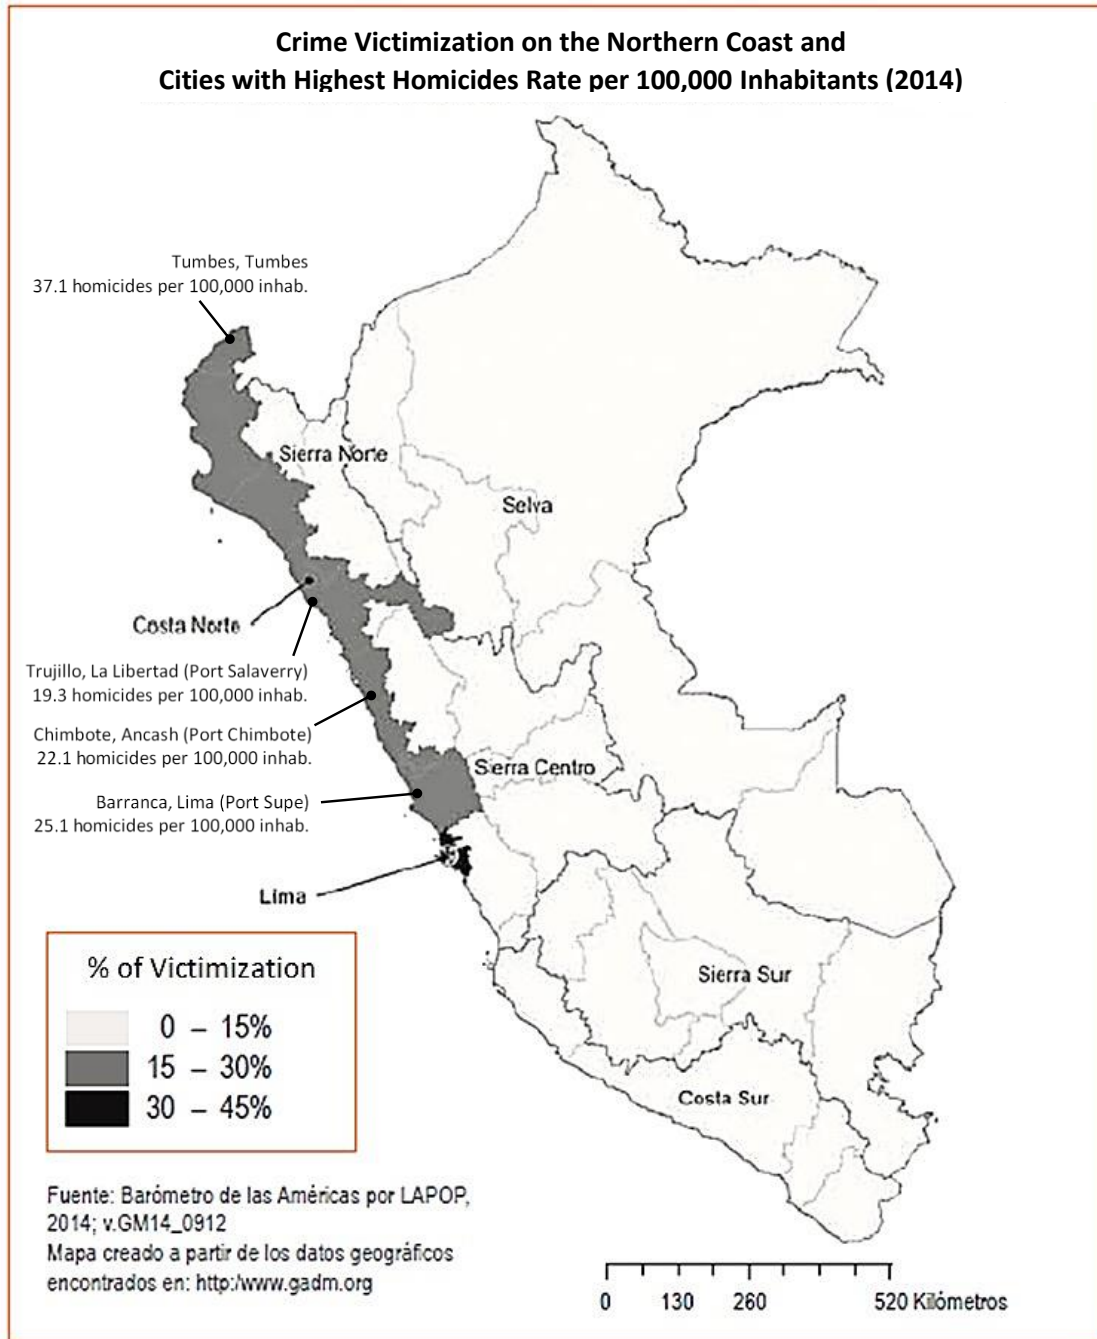 Crime Victimization on the Northern Coast and
Cities with Highest Homicides Rate per 100,000 Inhabitants (2014)
Tumbes, Tumbes
37.1 homicides per 100,000 inhab.
Sierra Norte
Selva
Costa Norte
Trujillo, La Libertad (Port Salaverry)
19.3 homicides per 100,000 inhab.
Chimbote, Ancash (Port Chimbote)
22.1 homicides per 100,000 inhab.
Sierra Centro
Barranca, Lima (Port Supe)
25.1 homicides per 100,000 inhab.
Lima
% of Victimization
0 – 15%
15 – 30%
30 – 45%
Sierra Sur
Costa Sur
Fuente: Barómetro de las Américas por LAPOP,
2014; v.GM14_0912
Mapa creado a partir de los datos geográficos
encontrados en: http:/www.gadm.org
0 130 260 520 Kilómetros